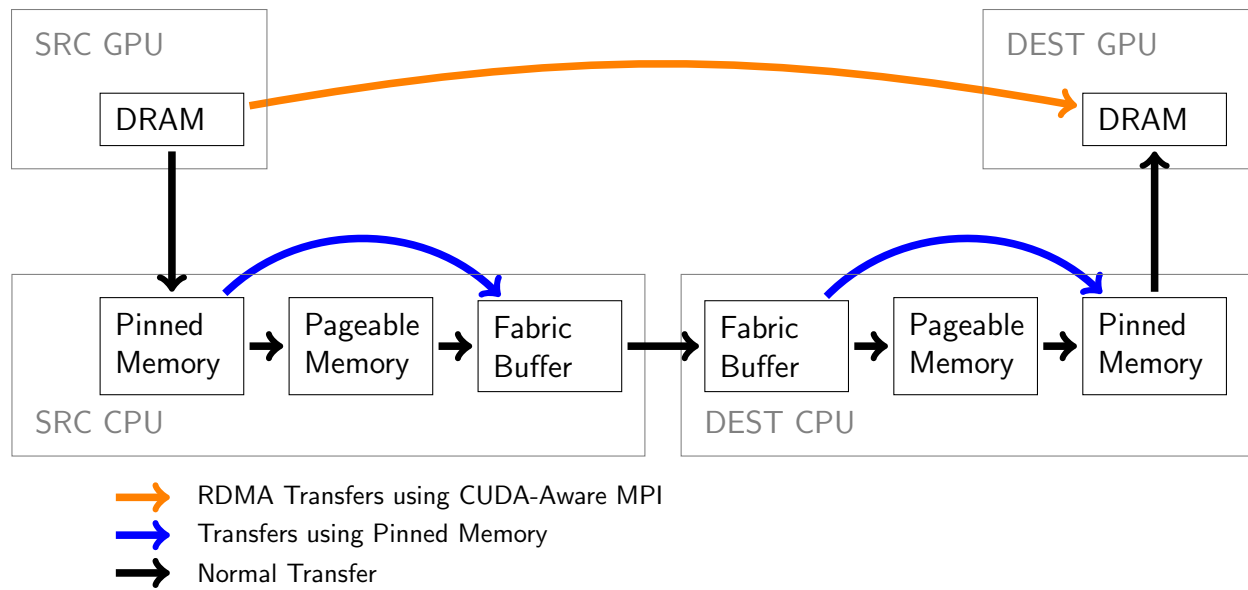 SRC GPU
DEST GPU
DRAM
DRAM
Pinned
Memory
Pageable
Memory
Fabric
Buffer
Fabric
Buffer
Pageable
Memory
Pinned
Memory
SRC CPU
DEST CPU
RDMA Transfers using CUDA-Aware MPI
Transfers using Pinned Memory
Normal Transfer